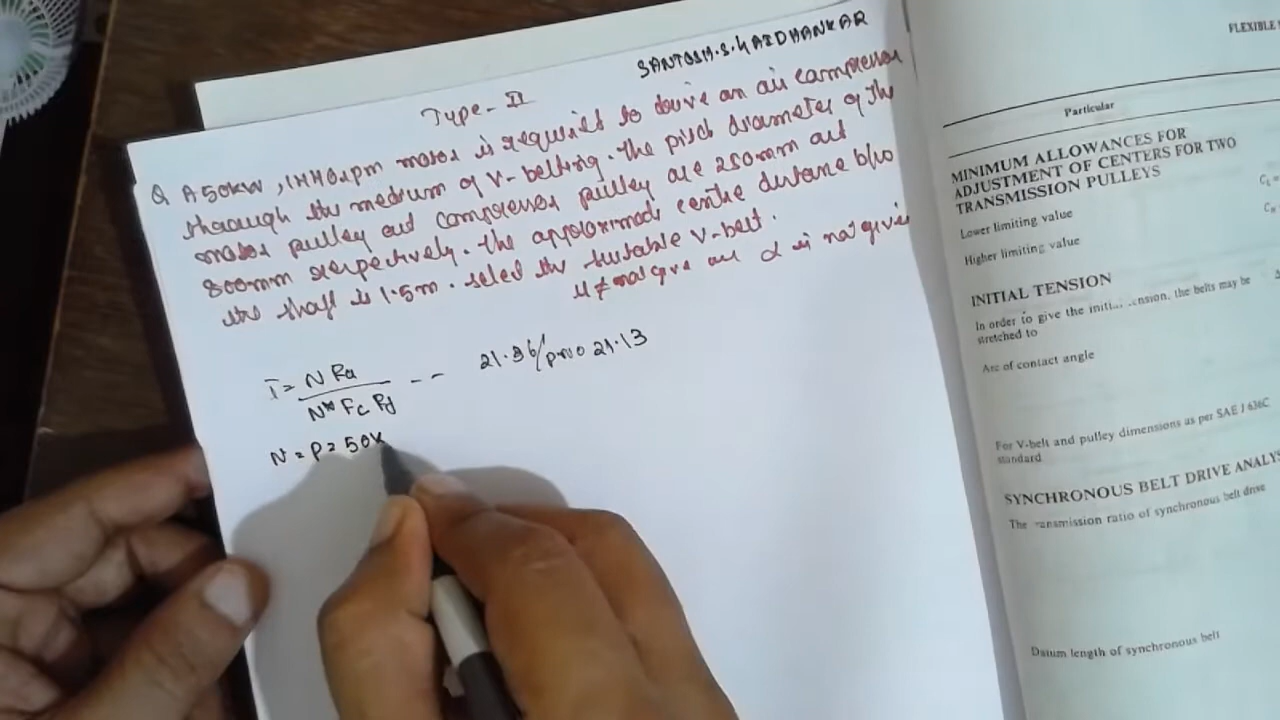 SANTOSH.S.GAIDHANKAR
Type - II
Q A 50kW, 1440rpm motor is required to drive an air compressor
through the medium of V-belting. The pitch diameter of the
motor pulley and compressor pulley are 250mm and
800mm respectively. The approximate centre distance b/w
the shaft is 1.5m. select the suitable V-belt.
μ ≠ not give an α is not given
i = N Fa / N* Fc Fd -- 21.36/p.no 21.13
N = P = 50k
FLEXIBLE
Particular
MINIMUM ALLOWANCES FOR
ADJUSTMENT OF CENTERS FOR TWO
TRANSMISSION PULLEYS
Lower limiting value
Higher limiting value
INITIAL TENSION
In order to give the initi... tension, the belts may be
stretched to
Arc of contact angle
For V-belt and pulley dimensions as per SAE J 636C
standard
SYNCHRONOUS BELT DRIVE ANALYS
The transmission ratio of synchronous belt drive
Datum length of synchronous belt